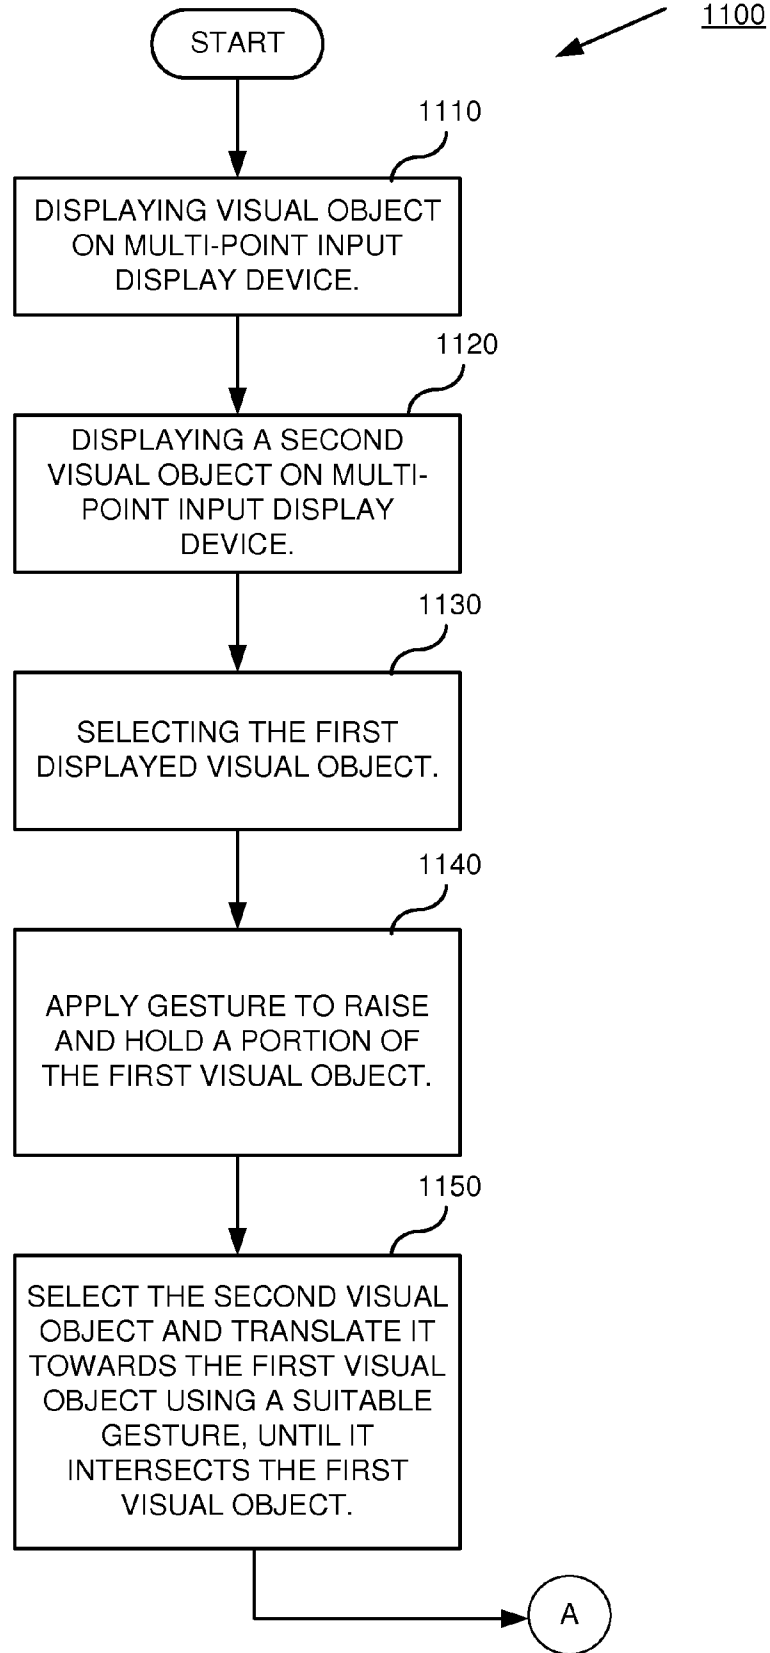 1100
START
1110
DISPLAYING VISUAL OBJECT
ON MULTI-POINT INPUT
DISPLAY DEVICE.
1120
DISPLAYING A SECOND
VISUAL OBJECT ON MULTI-
POINT INPUT DISPLAY
DEVICE.
1130
SELECTING THE FIRST
DISPLAYED VISUAL OBJECT.
1140
APPLY GESTURE TO RAISE
AND HOLD A PORTION OF
THE FIRST VISUAL OBJECT.
1150
SELECT THE SECOND VISUAL
OBJECT AND TRANSLATE IT
TOWARDS THE FIRST VISUAL
OBJECT USING A SUITABLE
GESTURE, UNTIL IT
INTERSECTS THE FIRST
VISUAL OBJECT.
A